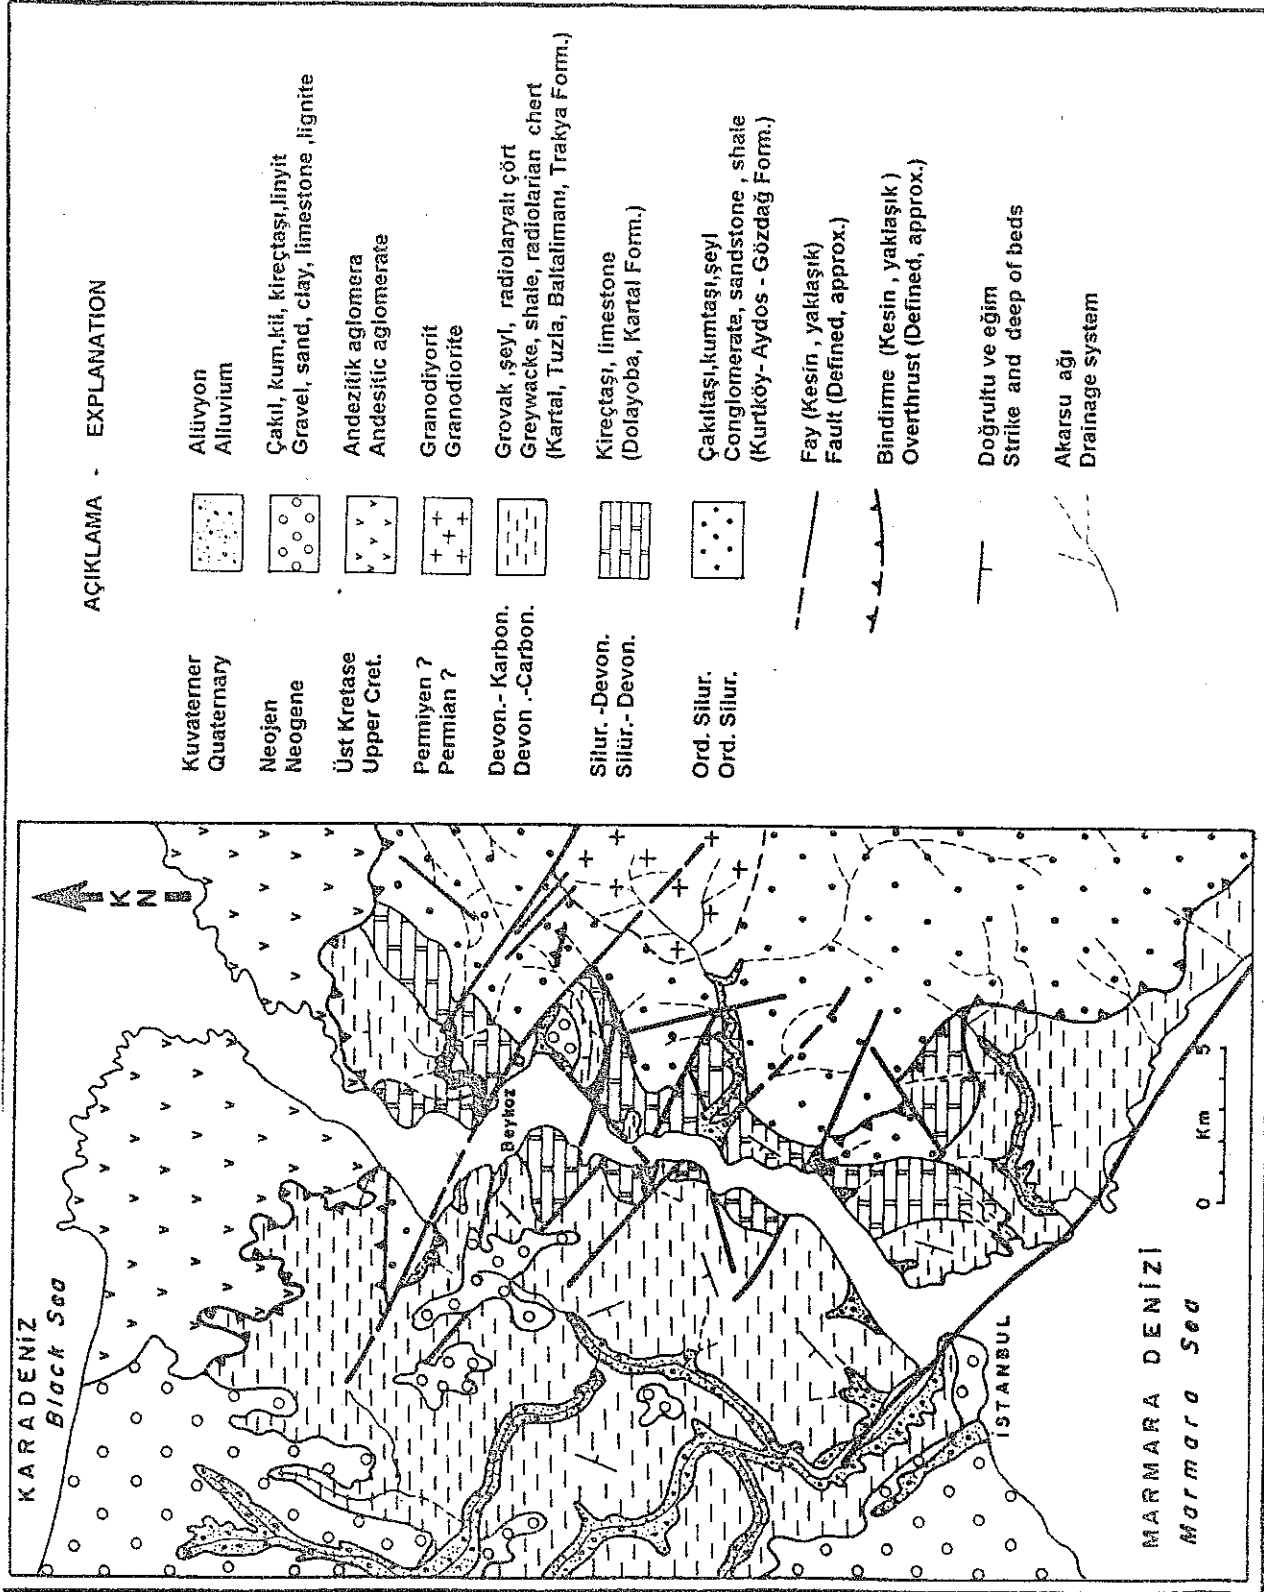 KARADENİZ
Black Sea
K
N
Beykoz
İSTANBUL
MARMARA DENİZİ
Marmara Sea
0 5
Km
AÇIKLAMA - EXPLANATION
Kuvaterner
Quaternary
Alüvyon
Alluvium
Neojen
Neogene
Çakıl, kum,kil, kireçtaşı,linyit
Gravel, sand, clay, limestone ,lignite
Üst Kretase
Upper Cret.
Andezitik aglomera
Andesitic aglomerate
Permiyen ?
Permian ?
Granodiyorit
Granodiorite
Devon.- Karbon.
Devon .-Carbon.
Grovak ,şeyl, radiolaryalı çört
Greywacke, shale, radiolarian chert
(Kartal, Tuzla, Baltalimanı, Trakya Form.)
Silur. -Devon.
Silür.- Devon.
Kireçtaşı, limestone
(Dolayoba, Kartal Form.)
Ord. Silur.
Ord. Silur.
Çakıltaşı,kumtaşı,şeyl
Conglomerate, sandstone , shale
(Kurtköy- Aydos - Gözdağ Form.)
Fay (Kesin , yaklaşık)
Fault (Defined, approx.)
Bindirme (Kesin , yaklaşık )
Overthrust (Defined, approx.)
Doğrultu ve eğim
Strike and deep of beds
Akarsu ağı
Drainage system